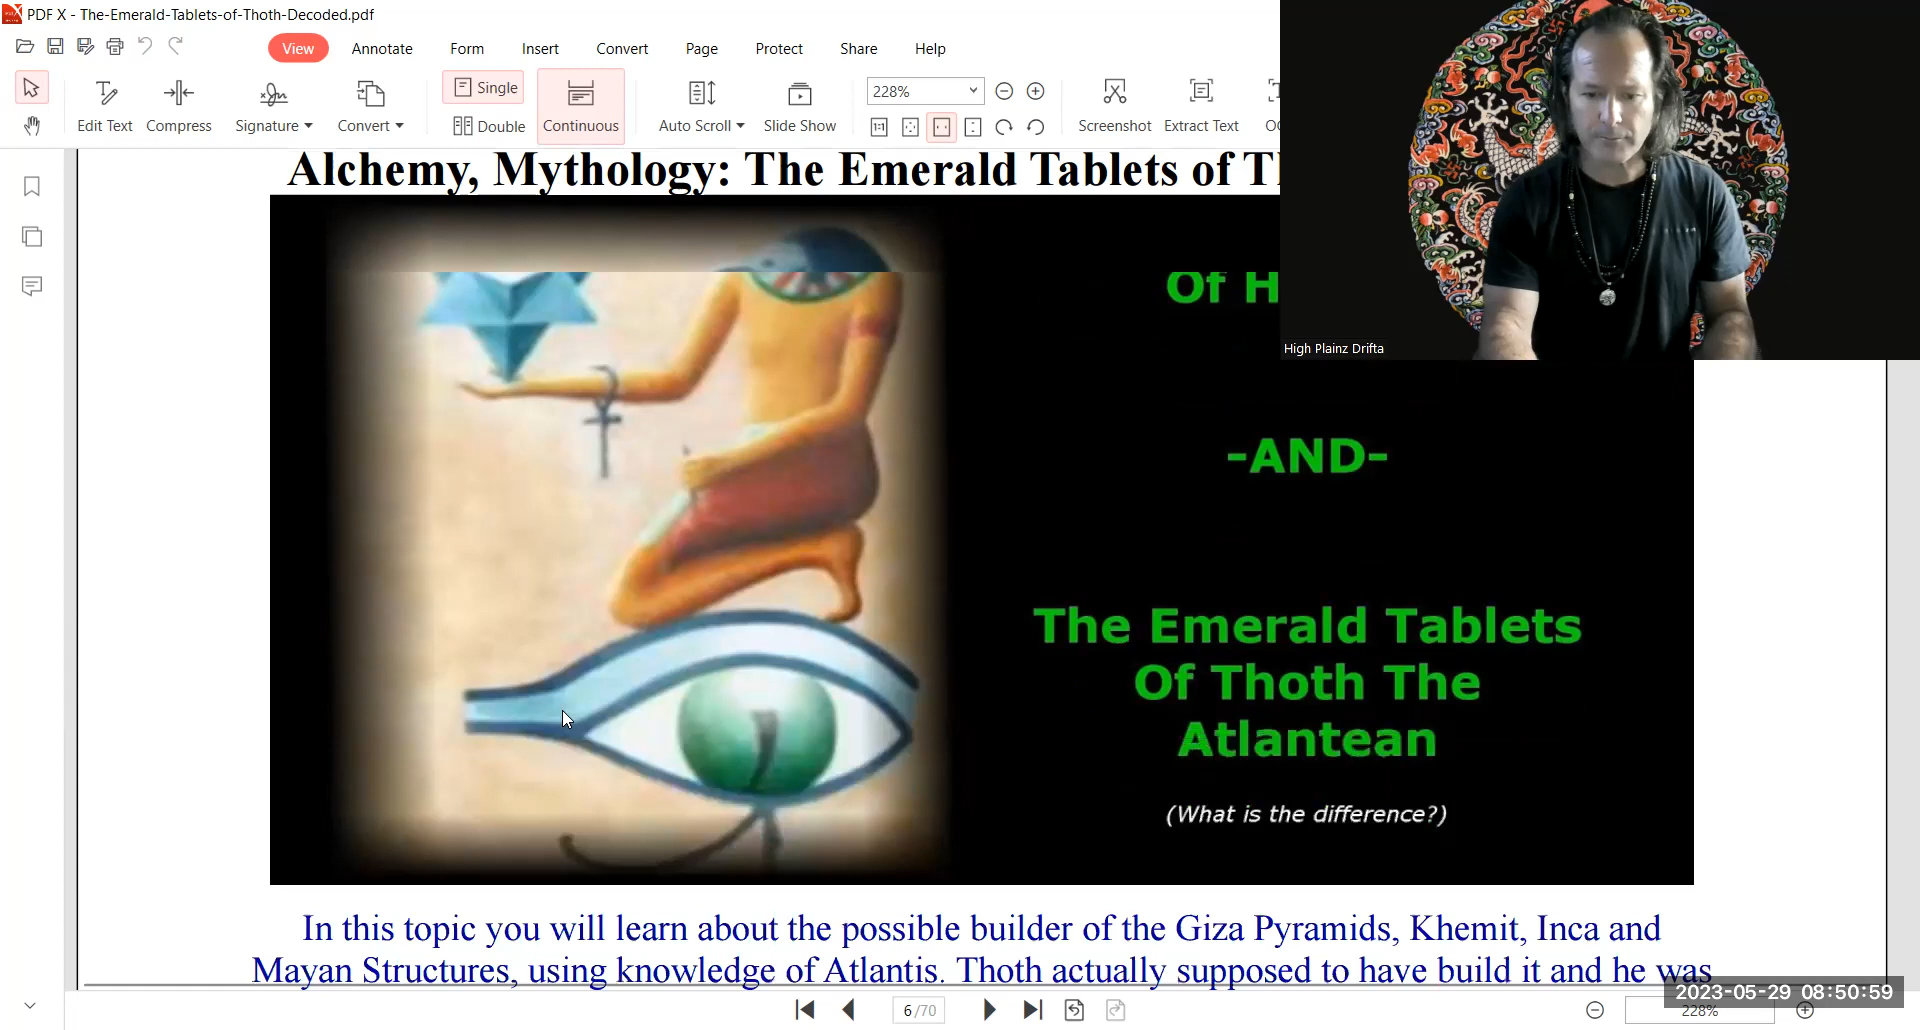 PDF X - The-Emerald-Tablets-of-Thoth-Decoded.pdf
View Annotate Form Insert Convert Page Protect Share Help
Edit Text Compress Signature Convert Single Double Continuous Auto Scroll Slide Show 228% Screenshot Extract Text
Alchemy, Mythology: The Emerald Tablets of
Of
High Plainz Drifta
-AND-
The Emerald Tablets
Of Thoth The
Atlantean
(What is the difference?)
In this topic you will learn about the possible builder of the Giza Pyramids, Khemit, Inca and
Mayan Structures, using knowledge of Atlantis. Thoth actually supposed to have build it and he was
2023-05-29 08:50:59
6/70 228%